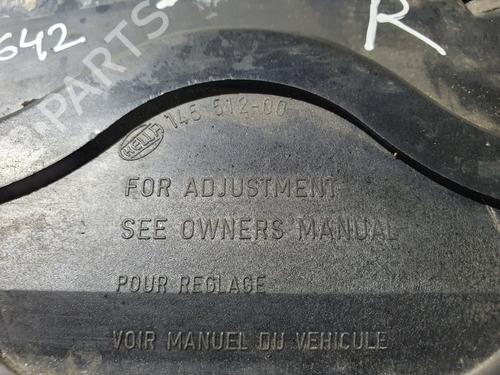 642
R
PARTS
HELLA 145 512-00
FOR ADJUSTMENT
SEE OWNERS MANUAL
POUR REGLAGE
VOIR MANUEL DU VEHICULE